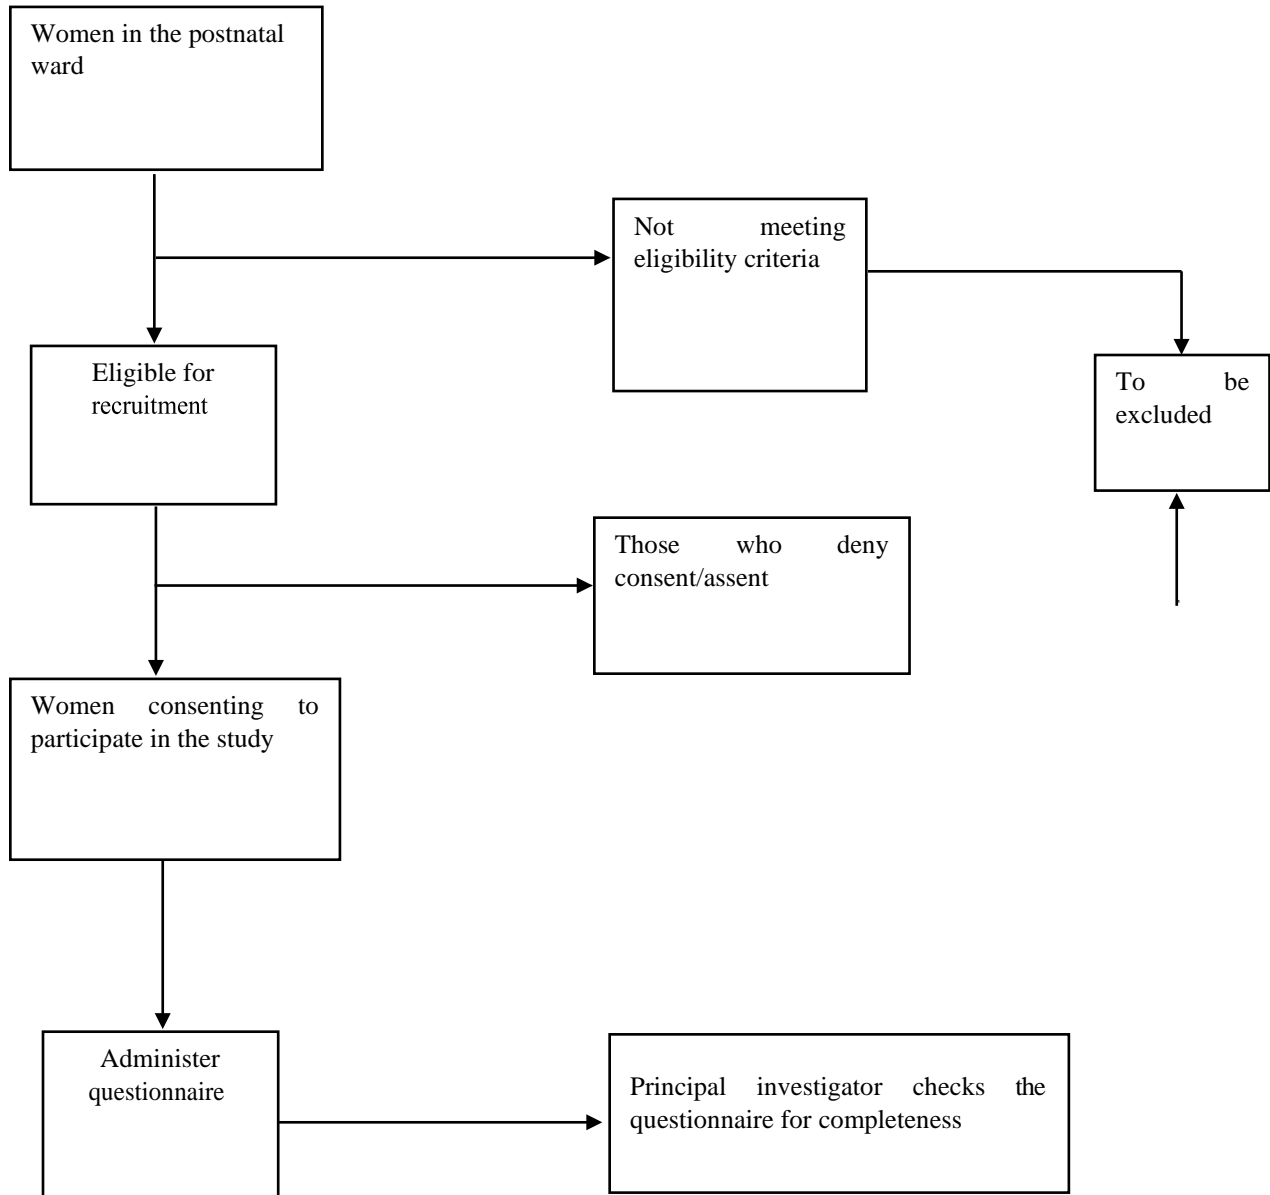 Women in the postnatal
ward
Not meeting
eligibility criteria
Eligible for
recruitment
To be
excluded
Those who deny
consent/assent
Women consenting to
participate in the study
Administer
questionnaire
Principal investigator checks the
questionnaire for completeness